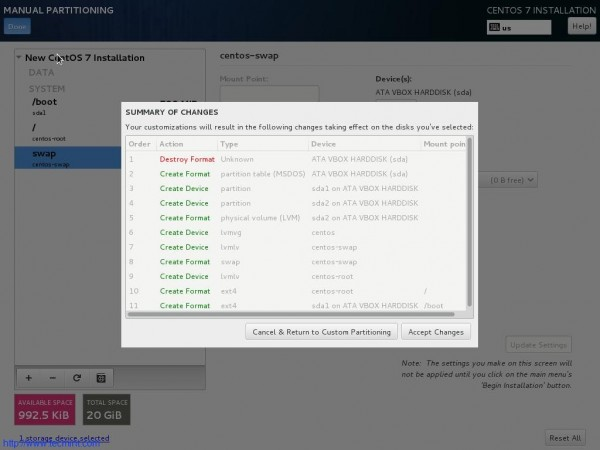 MANUAL PARTITIONING
CENTOS 7 INSTALLATION
Done
us
Help!
New CentOS 7 Installation
DATA
SYSTEM
/boot
sda1
/
centos-root
swap
centos-swap
centos-swap
Mount Point:
Device(s):
ATA VBOX HARDDISK (sda)
(0 B free)
SUMMARY OF CHANGES
Your customizations will result in the following changes taking effect on the disks you've selected:
Order Action Type Device Mount poin
1 Destroy Format Unknown ATA VBOX HARDDISK (sda)
2 Create Format partition table (MSDOS) ATA VBOX HARDDISK (sda)
3 Create Device partition sda1 on ATA VBOX HARDDISK
4 Create Device partition sda2 on ATA VBOX HARDDISK
5 Create Format physical volume (LVM) sda2 on ATA VBOX HARDDISK
6 Create Device lvmvg centos
7 Create Device lvmlv centos-swap
8 Create Format swap centos-swap
9 Create Device lvmlv centos-root
10 Create Format ext4 centos-root /
11 Create Format ext4 sda1 on ATA VBOX HARDDISK /boot
Cancel & Return to Custom Partitioning
Accept Changes
Update Settings
Note: The settings you make on this screen will
not be applied until you click on the main menu's
'Begin Installation' button.
AVAILABLE SPACE
992.5 KiB
TOTAL SPACE
20 GiB
1 storage device selected
http://www.tecmint.com
Reset All